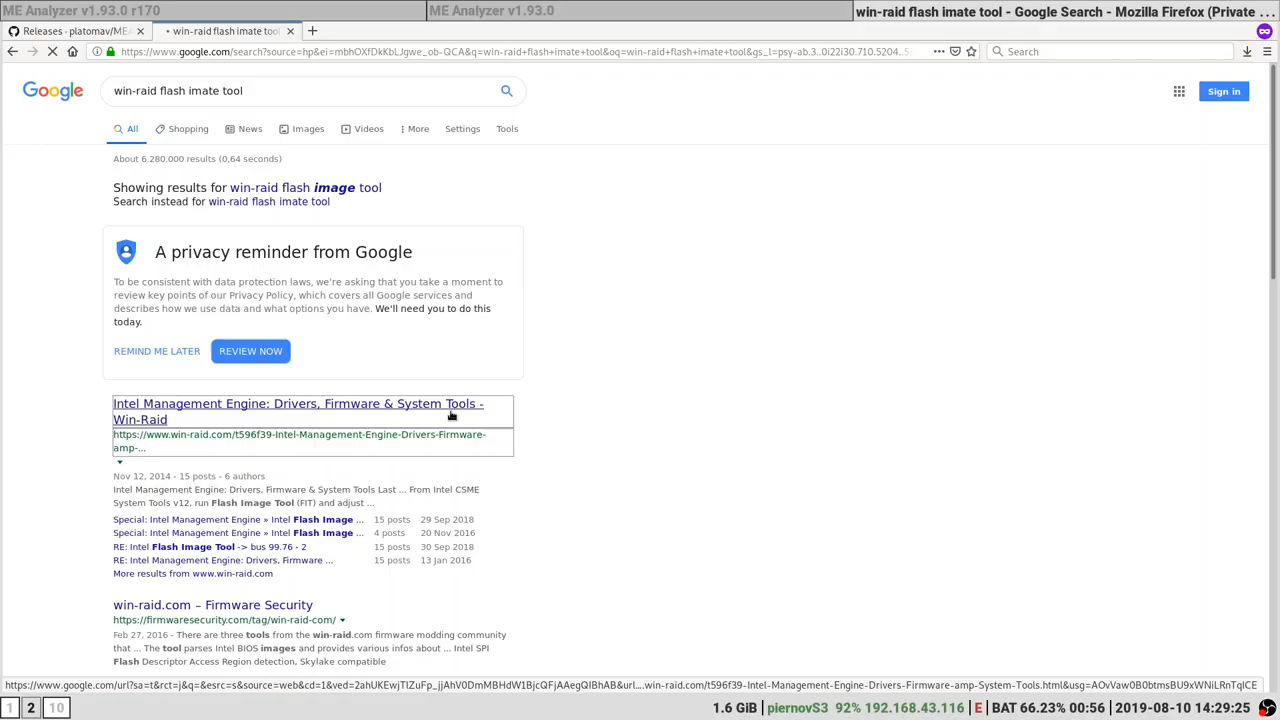 ME Analyzer v1.93.0 r170
ME Analyzer v1.93.0
win-raid flash imate tool - Google Search - Mozilla Firefox (Private ...
Releases · platomav/MEA
win-raid flash imate tool
https://www.google.com/search?source=hp&ei=mbhOXfDkKbLJgwe_ob-QCA&q=win-raid+flash+imate+tool&oq=win-raid+flash+imate+tool&gs_l=psy-ab.3..0i22i30.710.5204..5
Search
Google
win-raid flash imate tool
Sign in
All
Shopping
News
Images
Videos
More
Settings
Tools
About 6.280.000 results (0,64 seconds)
Showing results for win-raid flash image tool
Search instead for win-raid flash imate tool
A privacy reminder from Google
To be consistent with data protection laws, we're asking that you take a moment to
review key points of our Privacy Policy, which covers all Google services and
describes how we use data and what options you have. We'll need you to do this
today.
REMIND ME LATER
REVIEW NOW
Intel Management Engine: Drivers, Firmware & System Tools -
Win-Raid
https://www.win-raid.com/t596f39-Intel-Management-Engine-Drivers-Firmware-
amp-...
Nov 12, 2014 - 15 posts - 6 authors
Intel Management Engine: Drivers, Firmware & System Tools Last ... From Intel CSME
System Tools v12, run Flash Image Tool (FIT) and adjust ...
Special: Intel Management Engine » Intel Flash Image ... 15 posts 29 Sep 2018
Special: Intel Management Engine » Intel Flash Image ... 4 posts 20 Nov 2016
RE: Intel Flash Image Tool -> bus 99.76 - 2 15 posts 30 Sep 2018
RE: Intel Management Engine: Drivers, Firmware ... 15 posts 13 Jan 2016
More results from www.win-raid.com
win-raid.com – Firmware Security
https://firmwaresecurity.com/tag/win-raid-com/
Feb 27, 2016 - There are three tools from the win-raid.com firmware modding community
that ... The tool parses Intel BIOS images and provides various infos about ... Intel SPI
Flash Descriptor Access Region detection, Skylake compatible
https://www.google.com/url?sa=t&rct=j&q=&esrc=s&source=web&cd=1&ved=2ahUKEwjTlZuFp_jjAhV0DmMBHdW1BjcQFjAAegQIBhAB&url....win-raid.com/t596f39-Intel-Management-Engine-Drivers-Firmware-amp-System-Tools.html&usg=AOvVaw0B0btmsBU9xWNiLRnTqlCE
1
2
10
1.6 GiB | piernovS3 92% 192.168.43.116 | E | BAT 66.23% 00:56 | 2019-08-10 14:29:25